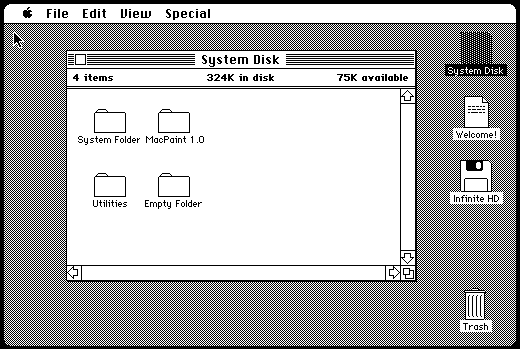 File Edit View Special
System Disk
4 items 324K in disk 75K available
System Folder MacPaint 1.0
Utilities Empty Folder
System Disk
Welcome!
Infinite HD
Trash